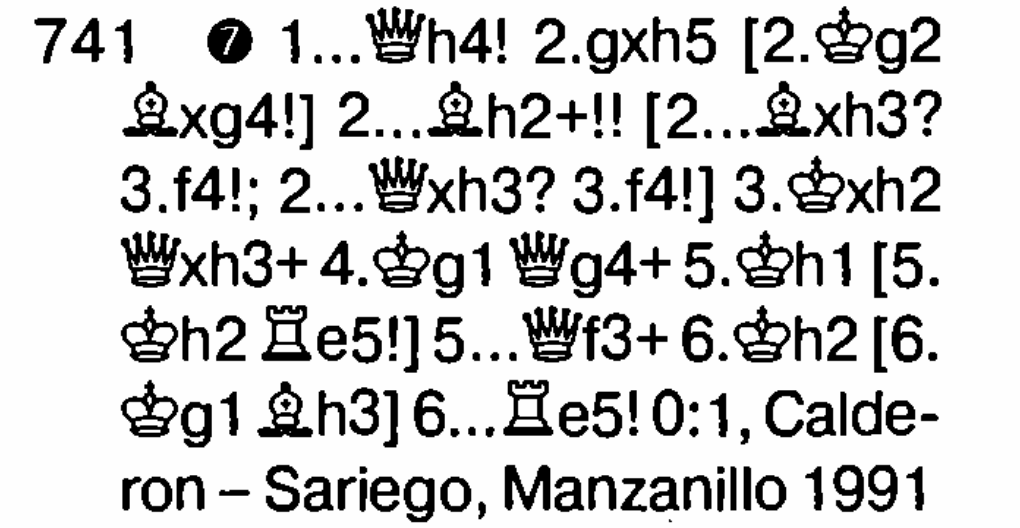 741 ❼ 1...♕h4! 2.gxh5 [2.♔g2
♗xg4!] 2...♗h2+!! [2...♗xh3?
3.f4!; 2...♕xh3? 3.f4!] 3.♔xh2
♕xh3+ 4.♔g1 ♕g4+ 5.♔h1 [5.
♔h2 ♖e5!] 5...♕f3+ 6.♔h2 [6.
♔g1 ♗h3] 6...♖e5! 0:1, Calde-
ron – Sariego, Manzanillo 1991